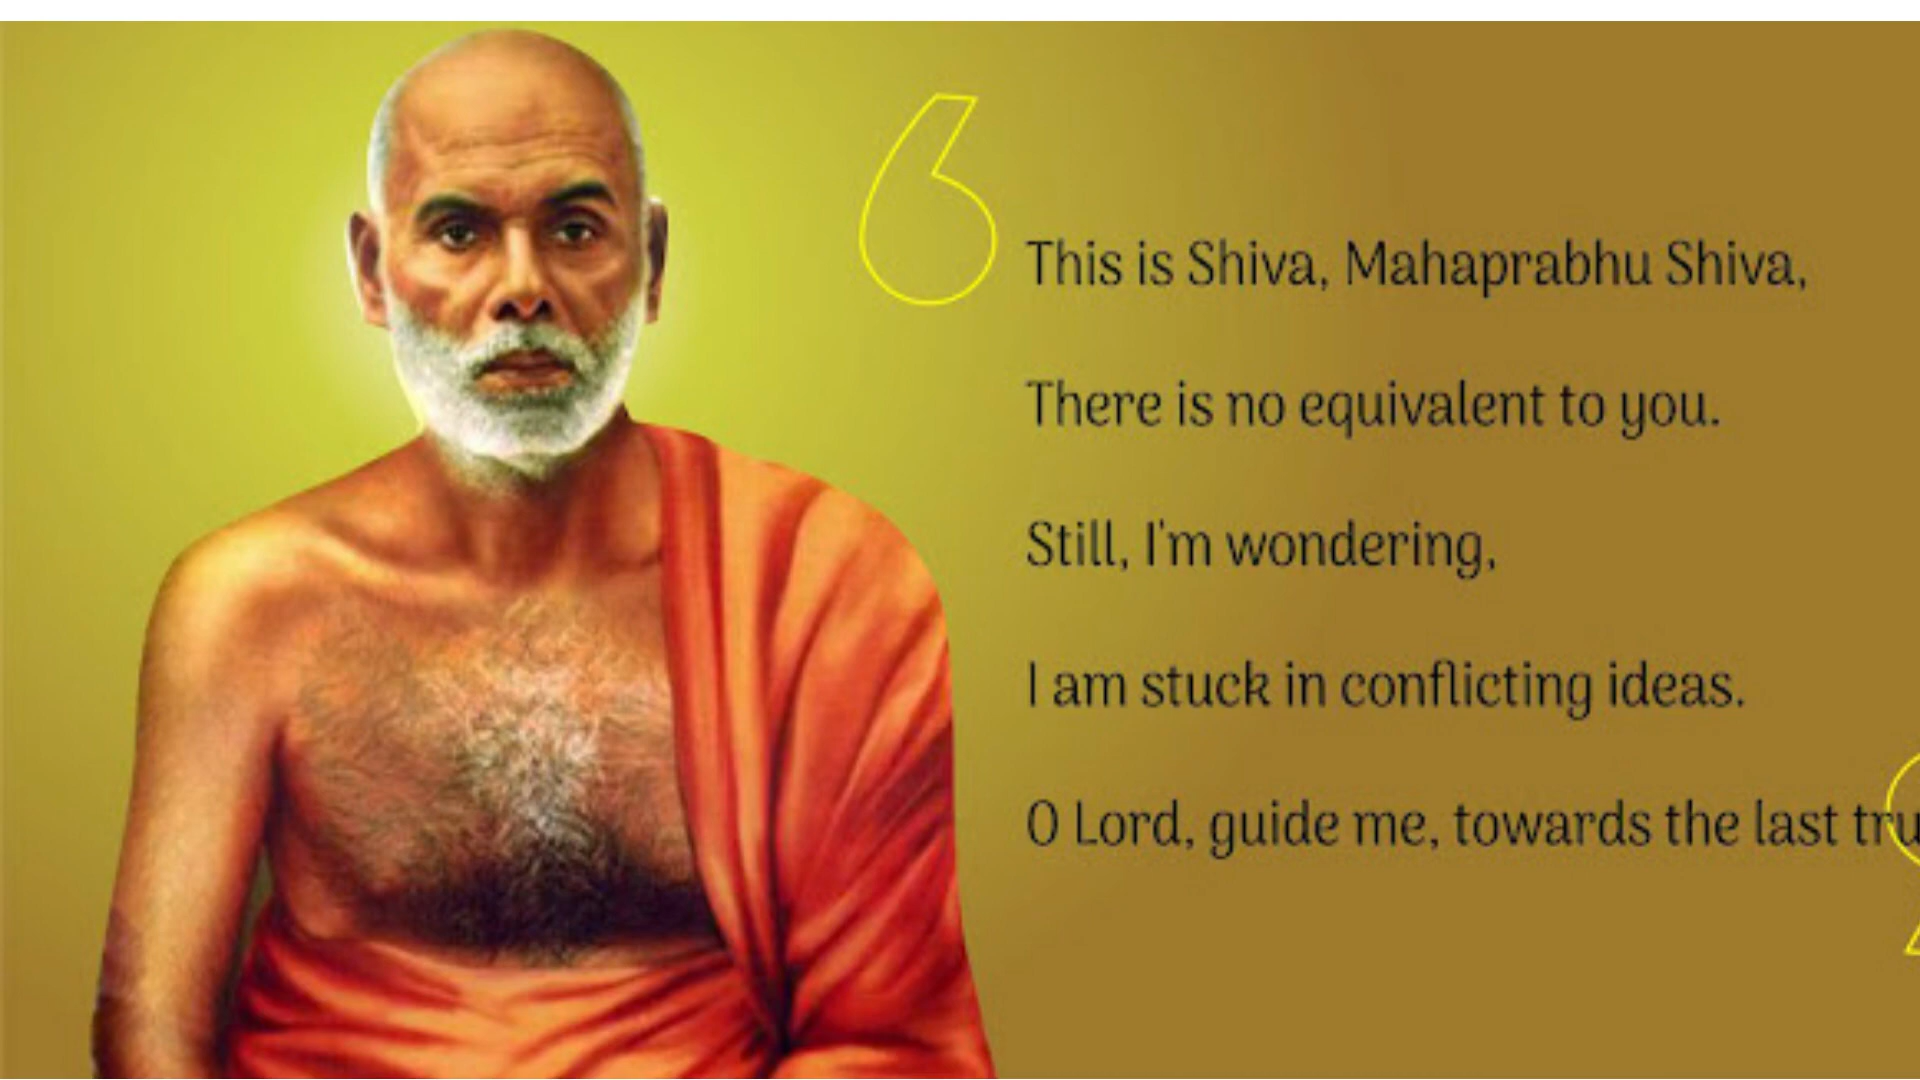 This is Shiva, Mahaprabhu Shiva,
There is no equivalent to you.
Still, I'm wondering,
I am stuck in conflicting ideas.
O Lord, guide me, towards the last